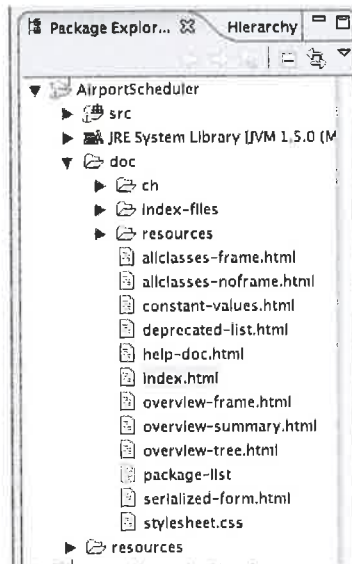 Package Explor... Hierarchy
AirportScheduler
src
JRE System Library [JVM 1.5.0 (M
doc
ch
index-files
resources
allclasses-frame.html
allclasses-noframe.html
constant-values.html
deprecated-list.html
help-doc.html
index.html
overview-frame.html
overview-summary.html
overview-tree.html
package-list
serialized-form.html
stylesheet.css
resources